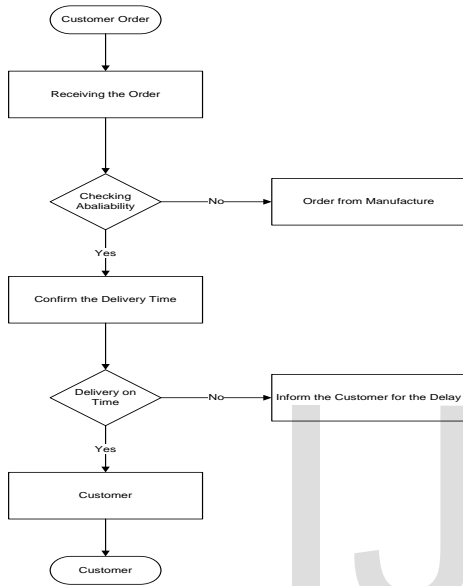 Customer Order
Receiving the Order
Checking
Abaliability
No
Order from Manufacture
Yes
Confirm the Delivery Time
Delivery on
Time
No
Inform the Customer for the Delay
Yes
Customer
Customer
IJ